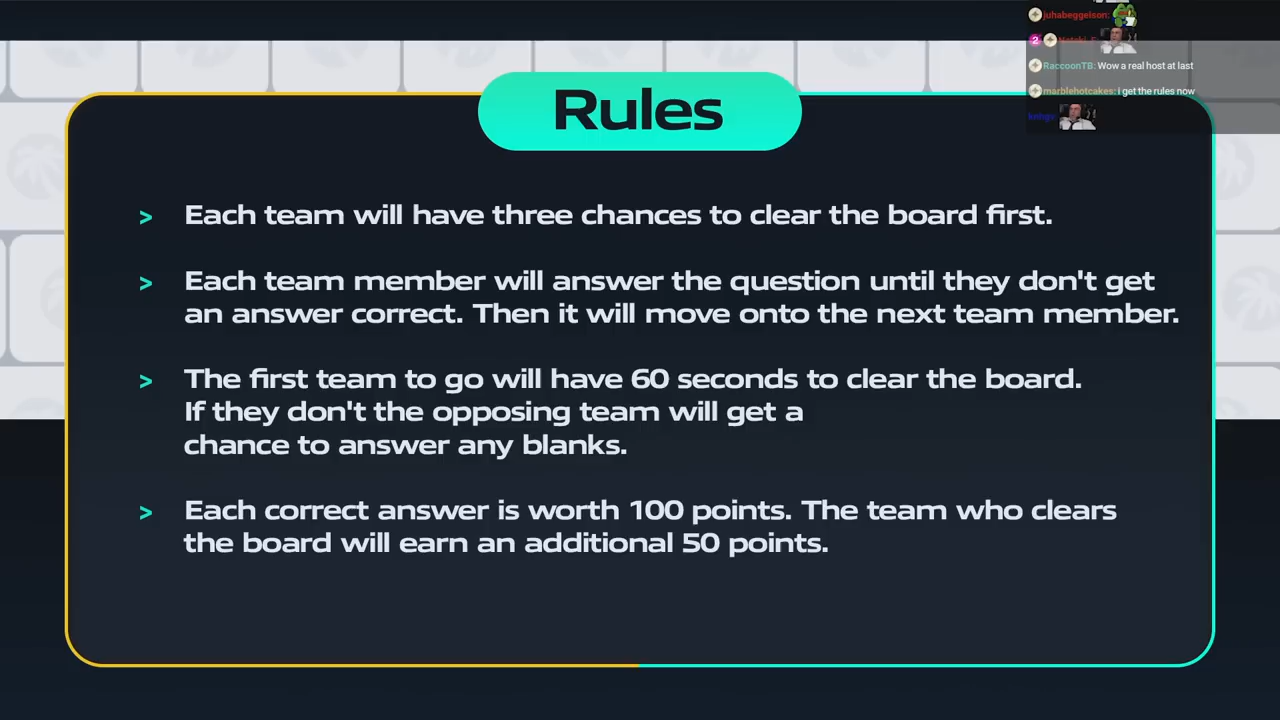 juhabeggelson:
2
RaccoonTB: Wow a real host at last
marblehotcakes: i get the rules now
Rules
> Each team will have three chances to clear the board first.
> Each team member will answer the question until they don't get
an answer correct. Then it will move onto the next team member.
> The first team to go will have 60 seconds to clear the board.
If they don't the opposing team will get a
chance to answer any blanks.
> Each correct answer is worth 100 points. The team who clears
the board will earn an additional 50 points.